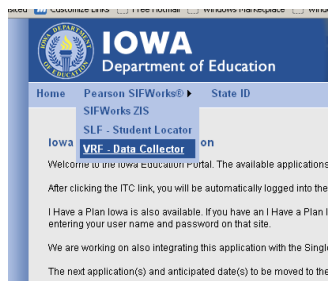 Customize Links Free Hotmail Windows Marketplace
IOWA
Department of Education
DEPARTMENT
OF EDUCATION
Home Pearson SIFWorks® State ID
SIFWorks ZIS
SLF - Student Locator
VRF - Data Collector
Iowa on
Welcome to the Iowa Education Portal. The available applications
After clicking the ITC link, you will be automatically logged into the
I Have a Plan Iowa is also available. If you have an I Have a Plan I
entering your user name and password on that site.
We are working on also integrating this application with the Singl
The next application(s) and anticipated date(s) to be moved to the